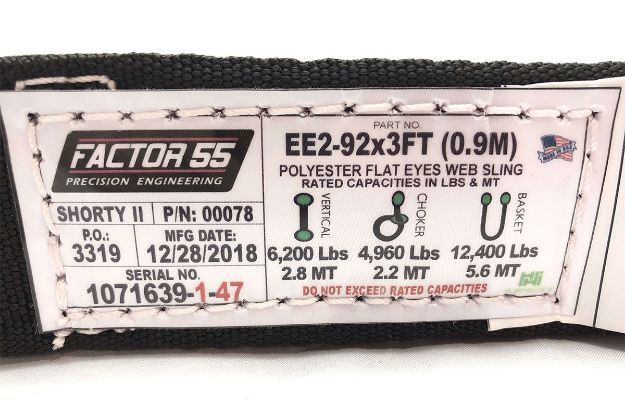 FACTOR 55
PRECISION ENGINEERING
SHORTY II P/N: 00078
P.O.: MFG DATE:
3319 12/28/2018
SERIAL NO.
1071639-1-47
PART NO.
EE2-92x3FT (0.9M)
MADE IN USA
POLYESTER FLAT EYES WEB SLING
RATED CAPACITIES IN LBS & MT
VERTICAL
CHOKER
BASKET
6,200 Lbs 4,960 Lbs 12,400 Lbs
2.8 MT 2.2 MT 5.6 MT
DO NOT EXCEED RATED CAPACITIES